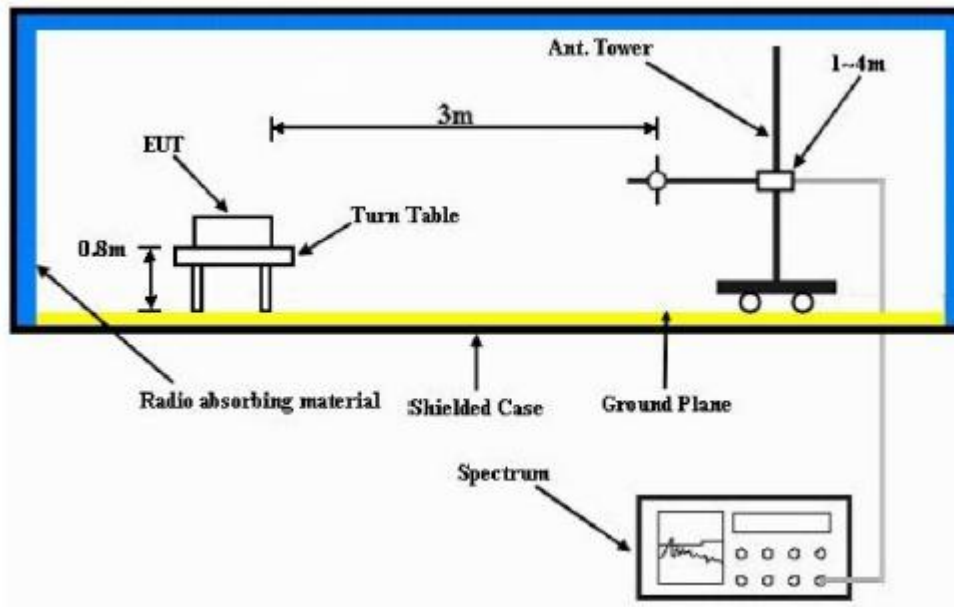 Ant. Tower
1~4m
3m
EUT
Turn Table
0.8m
Radio absorbing material
Shielded Case
Ground Plane
Spectrum